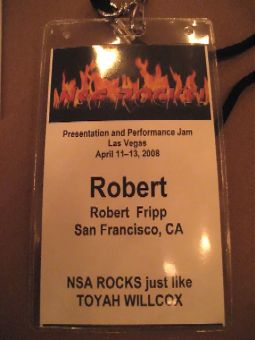 Presentation and Performance Jam
Las Vegas
April 11–13, 2008
Robert
Robert Fripp
San Francisco, CA
NSA ROCKS just like
TOYAH WILLCOX